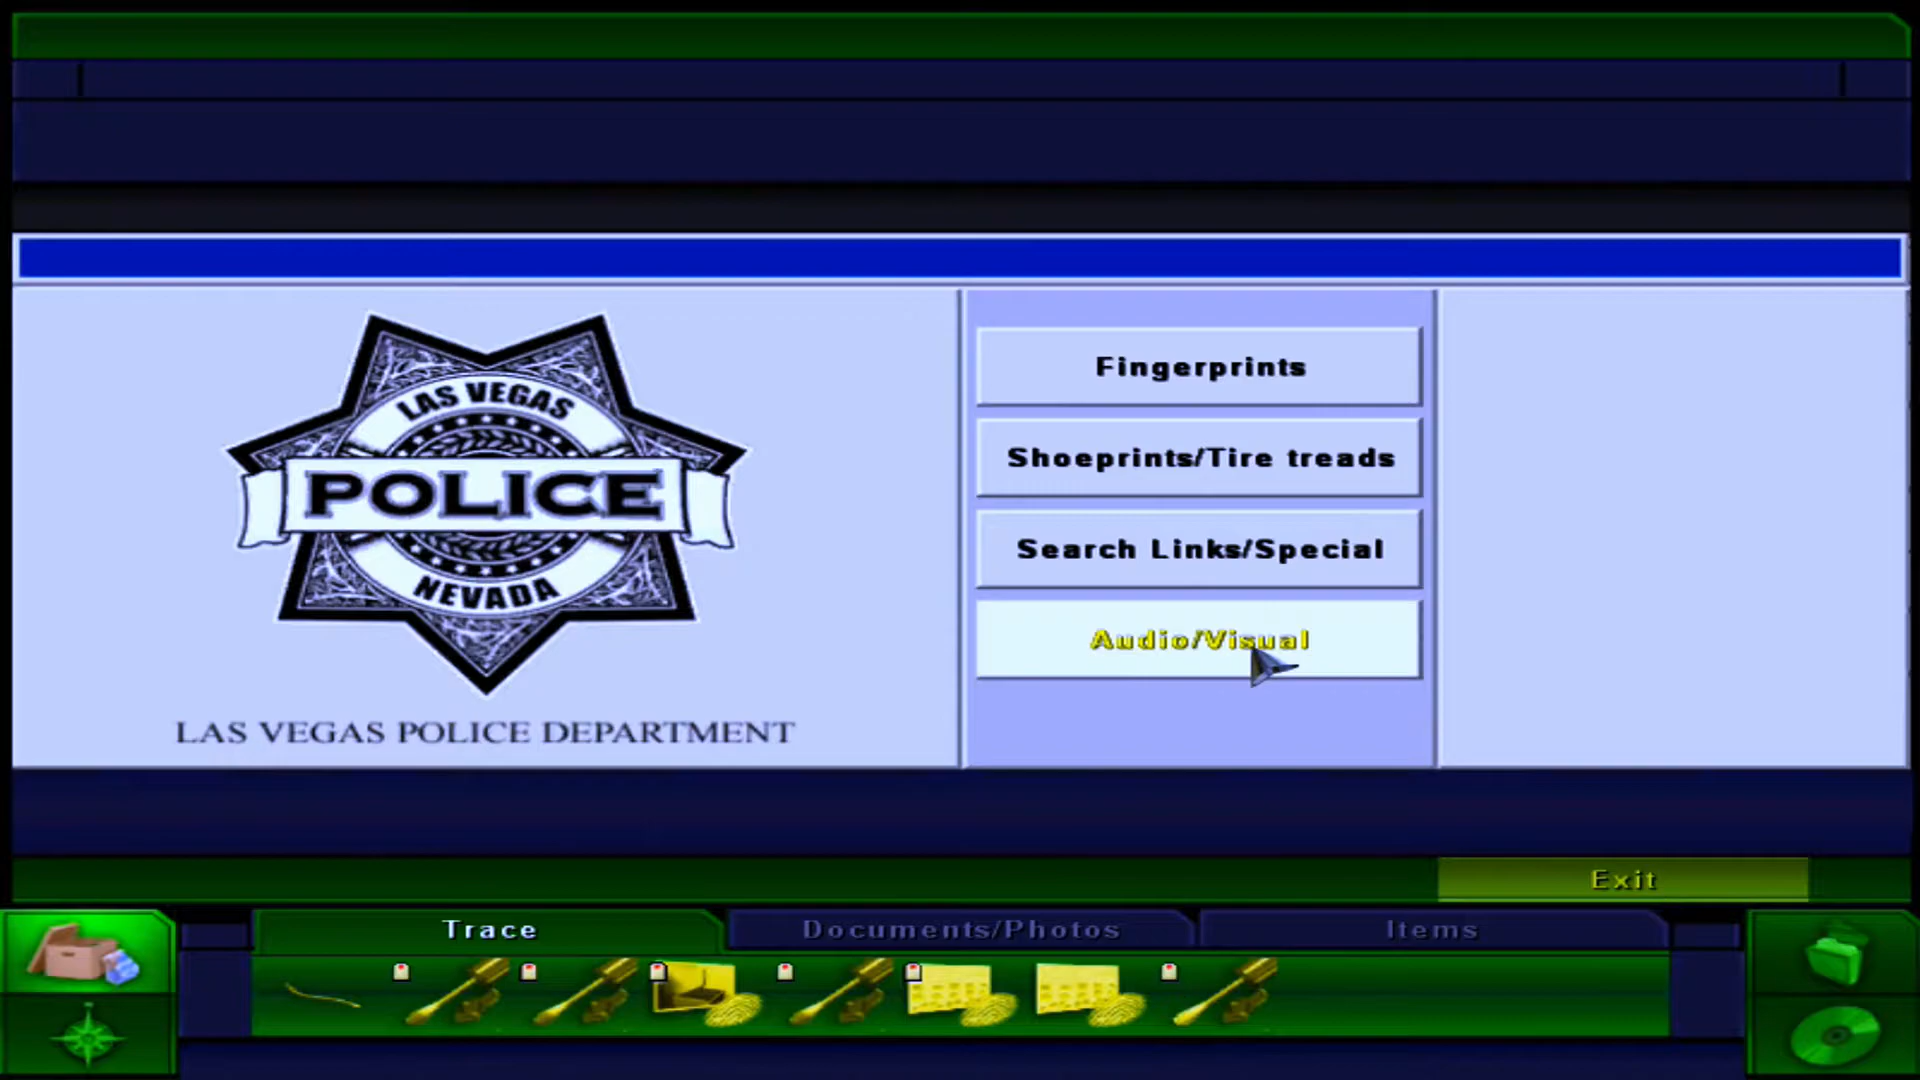 LAS VEGAS
POLICE
NEVADA
LAS VEGAS POLICE DEPARTMENT
Fingerprints
Shoeprints/Tire treads
Search Links/Special
Audio/Visual
Exit
Trace
Documents/Photos
Items